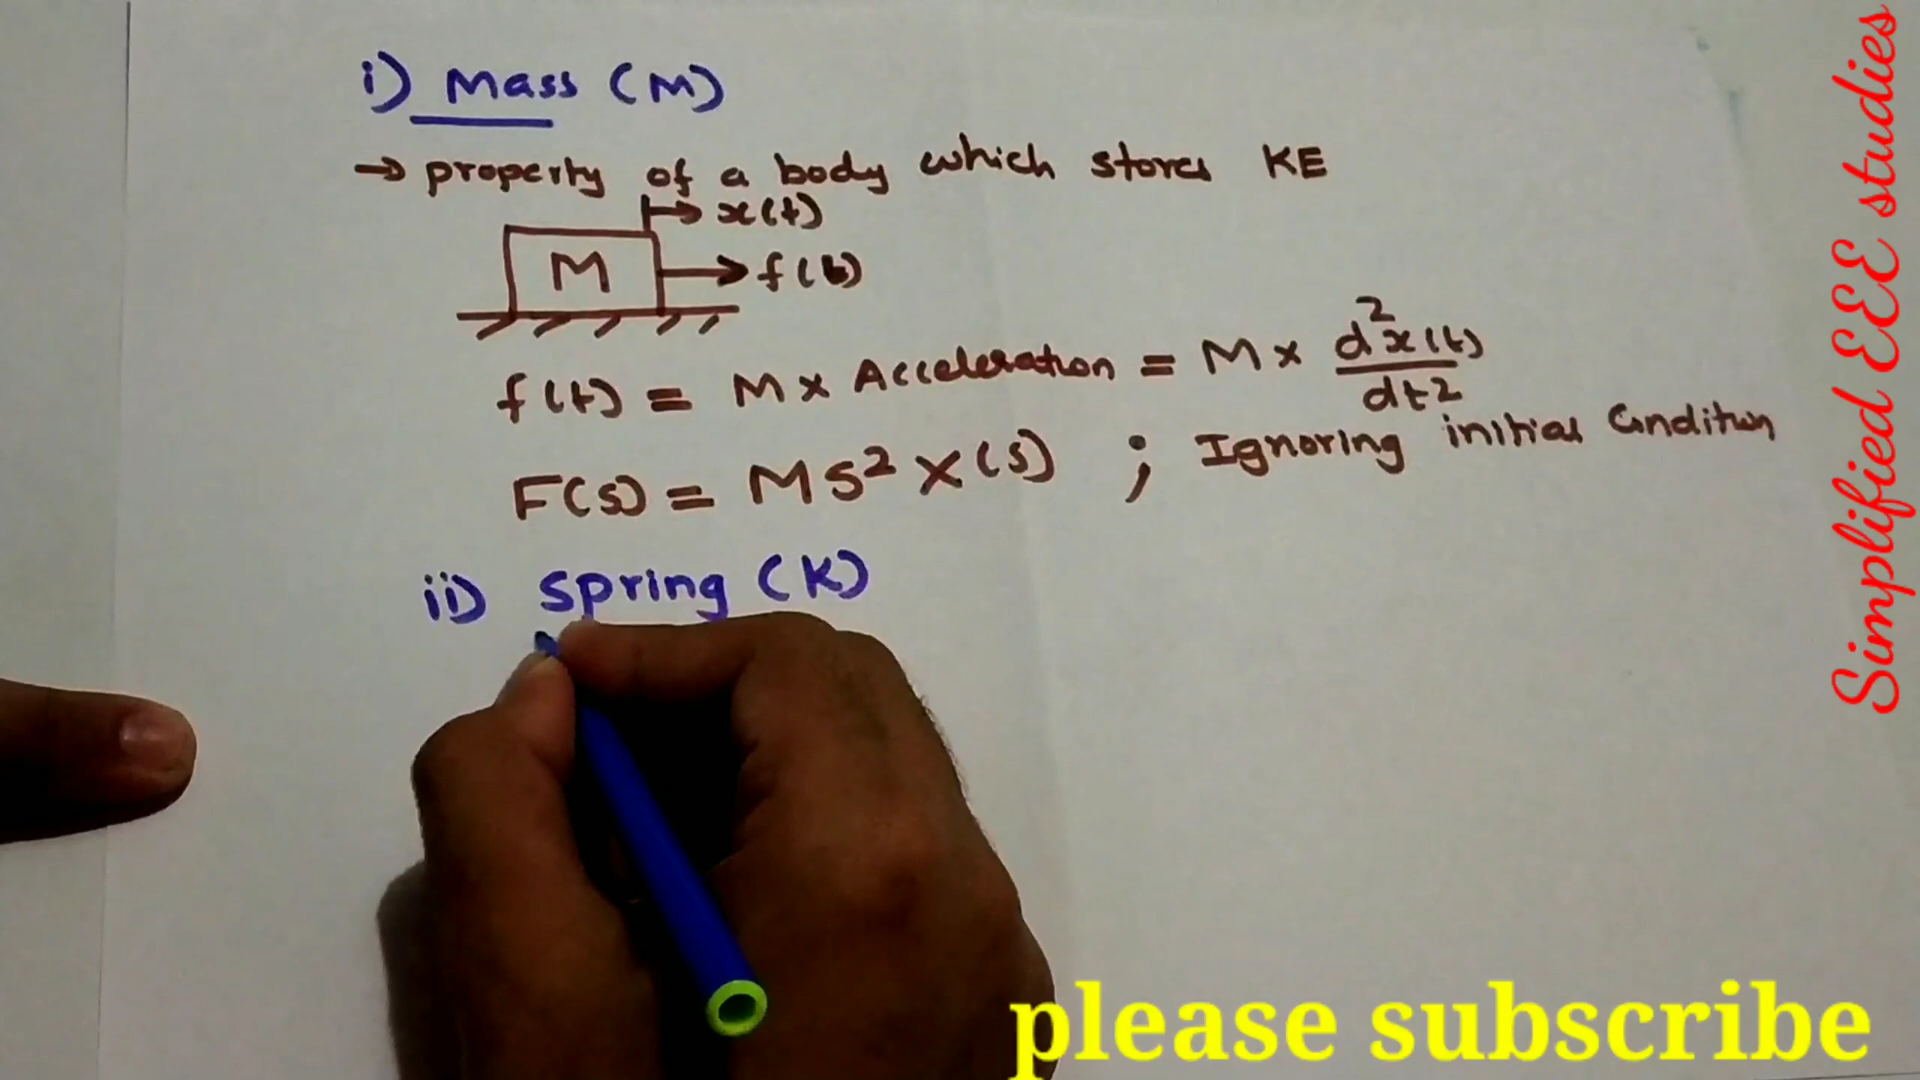 i) Mass (M)
→ property of a body which stores KE
x(t)
M
f(t)
f(t) = M x Acceleration = M x d²x(t)/dt2
F(s) = MS² X(S) ; Ignoring initial Condition
ii) Spring (K)
Simplified EEE studies
please subscribe